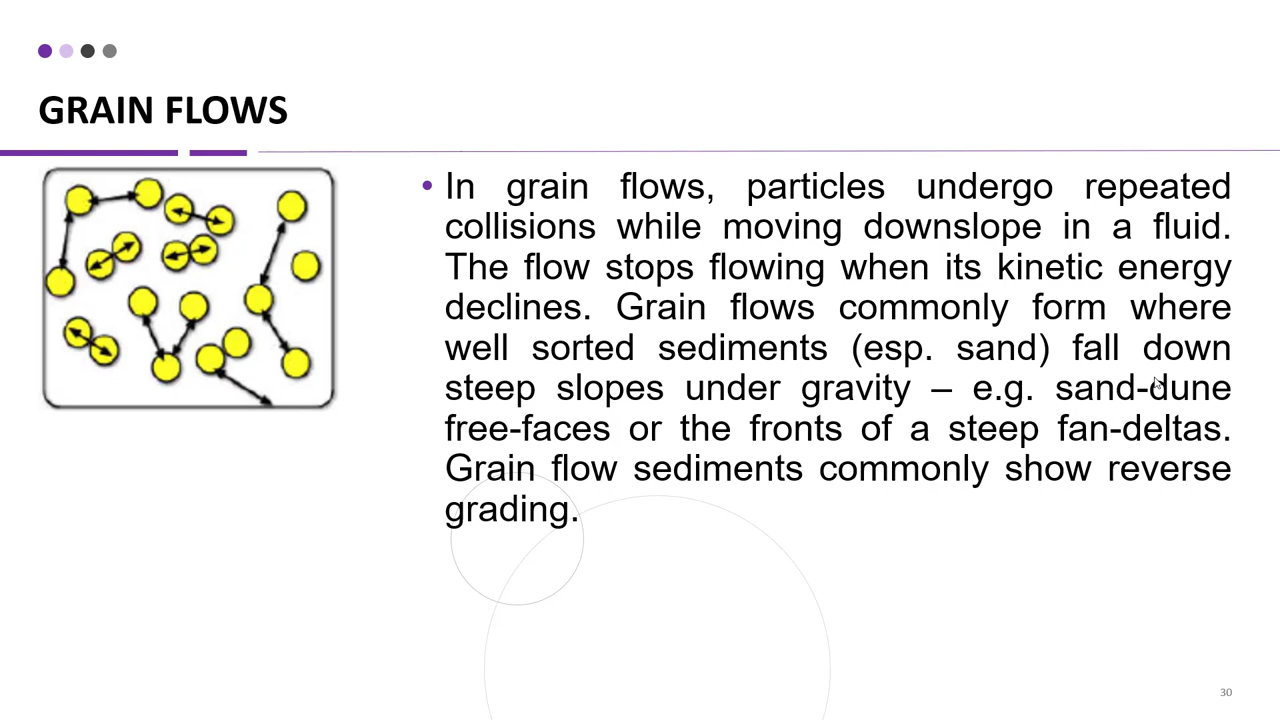 GRAIN FLOWS
• In grain flows, particles undergo repeated
collisions while moving downslope in a fluid.
The flow stops flowing when its kinetic energy
declines. Grain flows commonly form where
well sorted sediments (esp. sand) fall down
steep slopes under gravity – e.g. sand-dune
free-faces or the fronts of a steep fan-deltas.
Grain flow sediments commonly show reverse
grading.
30